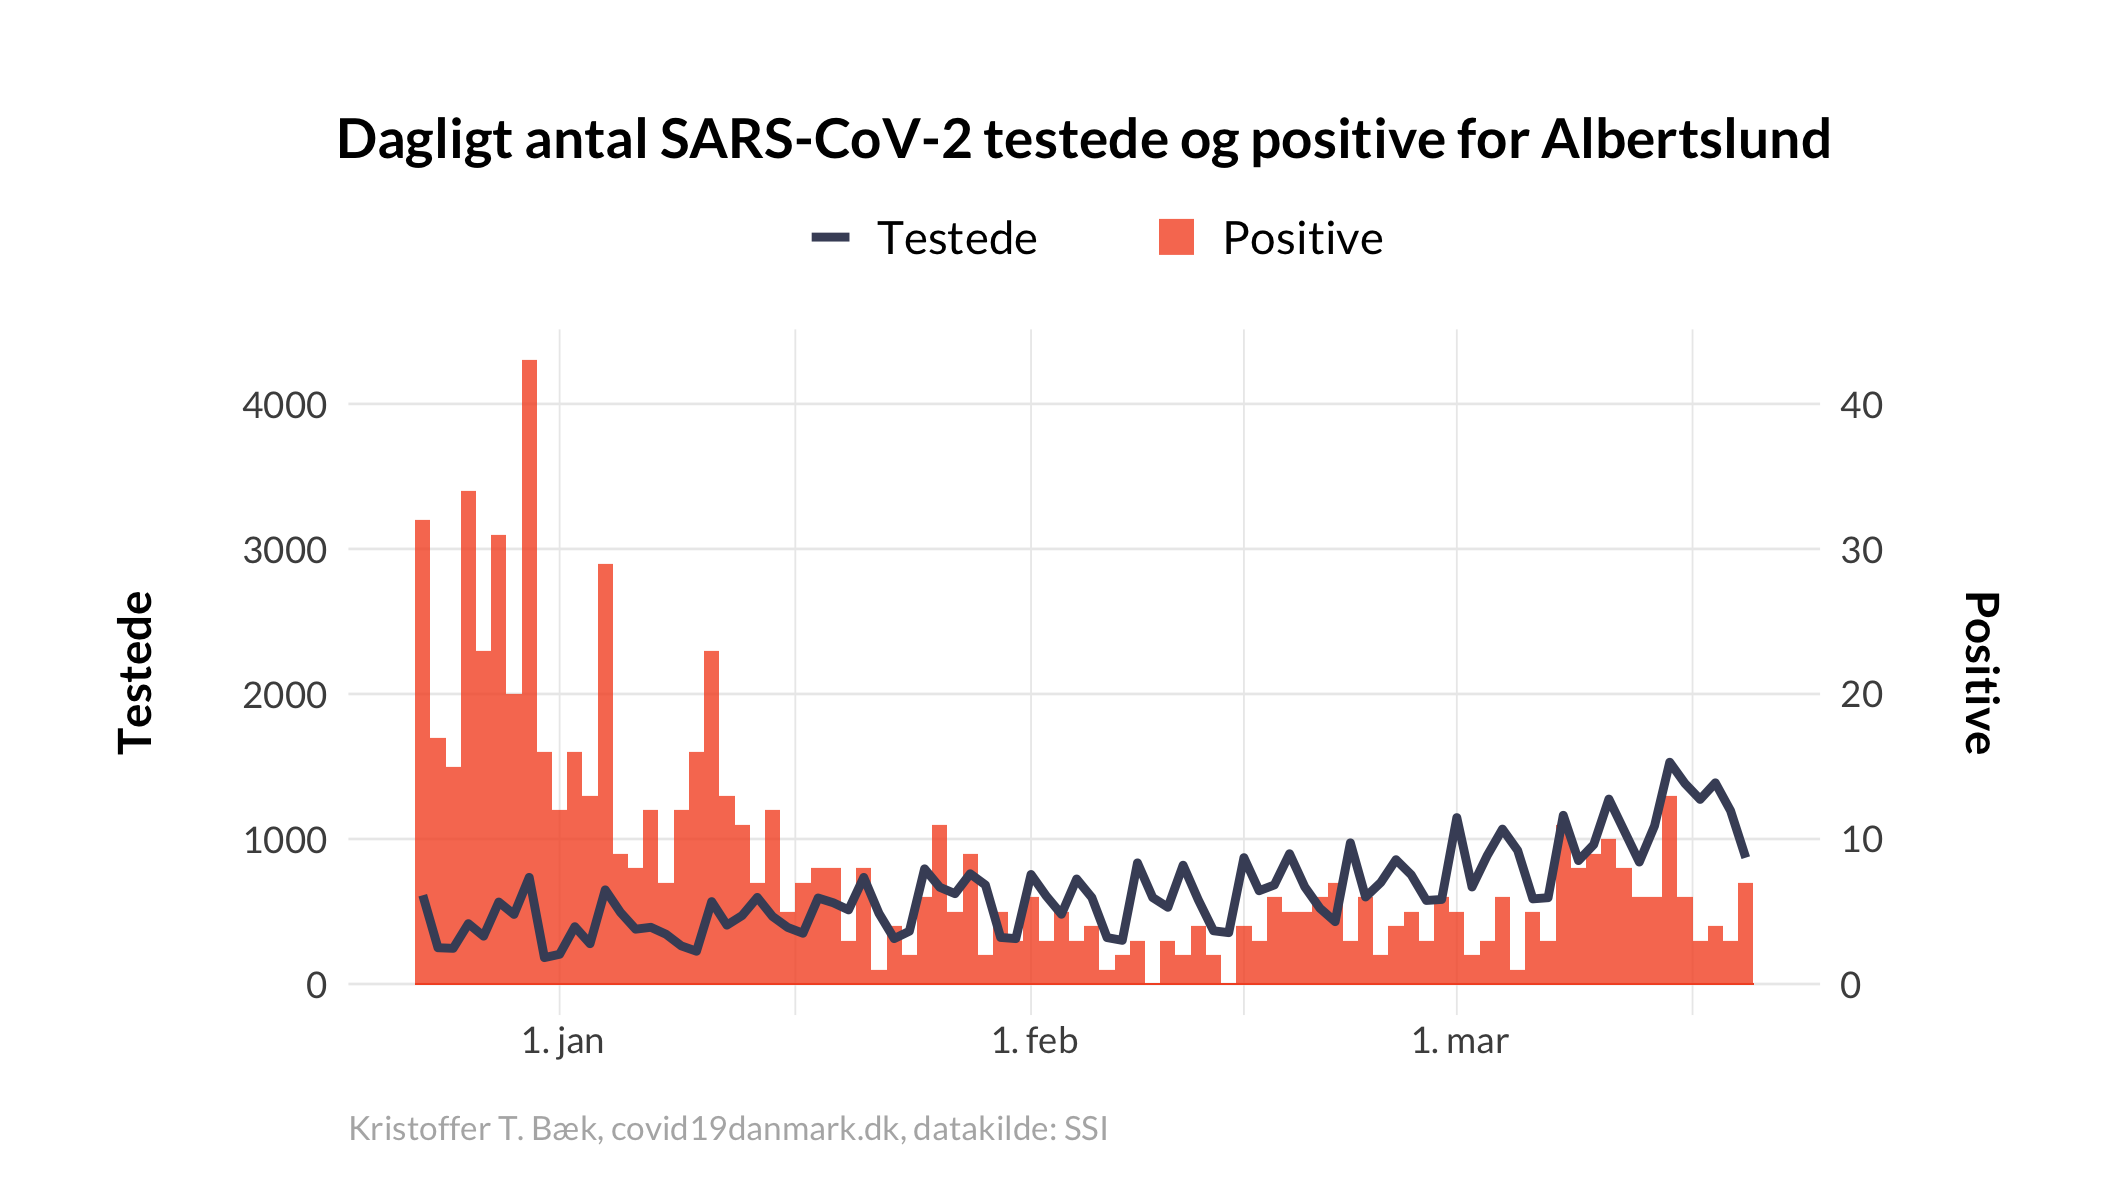 Dagligt antal SARS-CoV-2 testede og positive for Albertslund
Testede Positive
4000 40
3000 30
2000 20
1000 10
0 0
Testede
Positive
1. jan 1. feb 1. mar
Kristoffer T. Bæk, covid19danmark.dk, datakilde: SSI